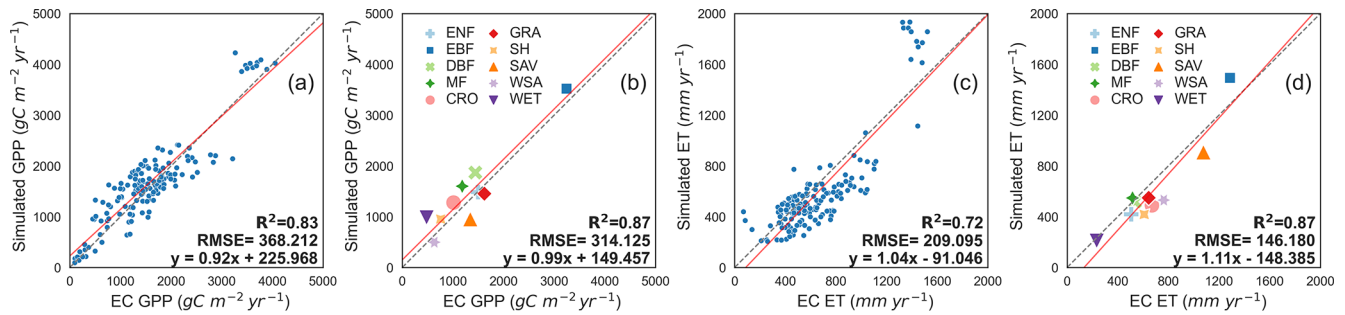 5000
4000
3000
2000
1000
0
Simulated GPP (gC m⁻² yr⁻¹)
(a)
R²=0.83
RMSE= 368.212
y = 0.92x + 225.968
0 1000 2000 3000 4000 5000
EC GPP (gC m⁻² yr⁻¹)
5000
4000
3000
2000
1000
0
Simulated GPP (gC m⁻² yr⁻¹)
ENF GRA
EBF SH
DBF SAV
MF WSA
CRO WET
(b)
R²=0.87
RMSE= 314.125
y = 0.99x + 149.457
0 1000 2000 3000 4000 5000
EC GPP (gC m⁻² yr⁻¹)
2000
1600
1200
800
400
0
Simulated ET (mm yr⁻¹)
(c)
R²=0.72
RMSE= 209.095
y = 1.04x - 91.046
0 400 800 1200 1600 2000
EC ET (mm yr⁻¹)
2000
1600
1200
800
400
0
Simulated ET (mm yr⁻¹)
ENF GRA
EBF SH
DBF SAV
MF WSA
CRO WET
(d)
R²=0.87
RMSE= 146.180
y = 1.11x - 148.385
0 400 800 1200 1600 2000
EC ET (mm yr⁻¹)